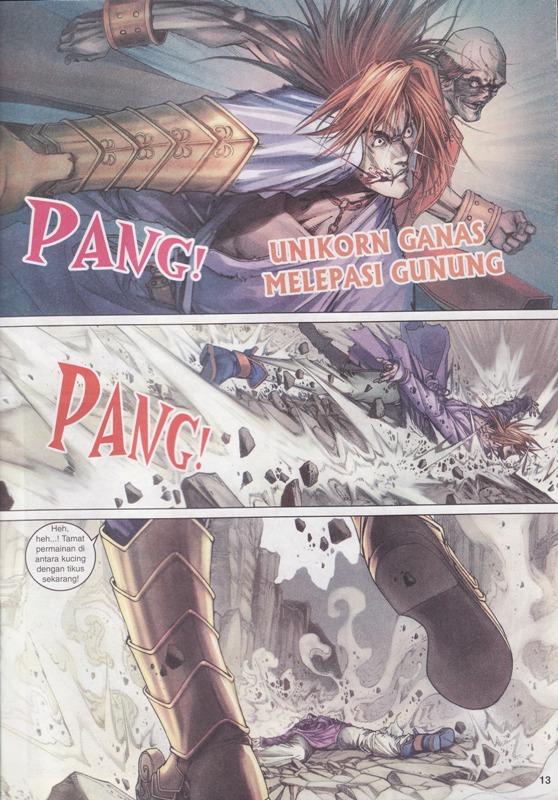 PANG!
UNIKORN GANAS
MELEPASI GUNUNG
PANG!
Heh,
heh...! Tamat
permainan di
antara kucing
dengan tikus
sekarang!
13